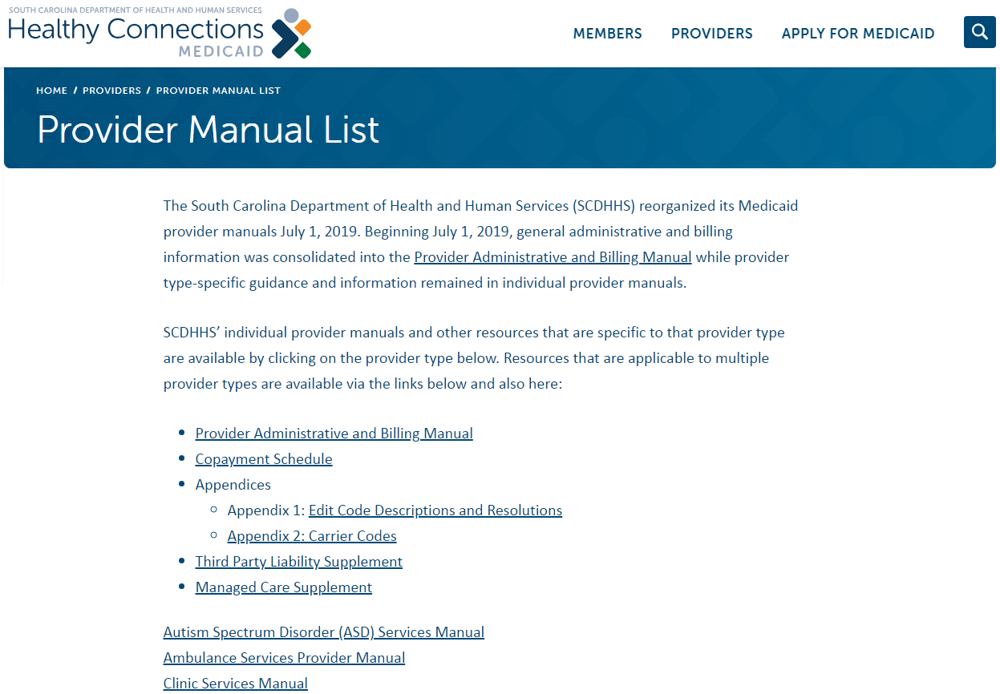 SOUTH CAROLINA DEPARTMENT OF HEALTH AND HUMAN SERVICES
Healthy Connections
MEDICAID
MEMBERS PROVIDERS APPLY FOR MEDICAID
HOME / PROVIDERS / PROVIDER MANUAL LIST
Provider Manual List
The South Carolina Department of Health and Human Services (SCDHHS) reorganized its Medicaid
provider manuals July 1, 2019. Beginning July 1, 2019, general administrative and billing
information was consolidated into the Provider Administrative and Billing Manual while provider
type-specific guidance and information remained in individual provider manuals.
SCDHHS’ individual provider manuals and other resources that are specific to that provider type
are available by clicking on the provider type below. Resources that are applicable to multiple
provider types are available via the links below and also here:
Provider Administrative and Billing Manual
Copayment Schedule
Appendices
Appendix 1: Edit Code Descriptions and Resolutions
Appendix 2: Carrier Codes
Third Party Liability Supplement
Managed Care Supplement
Autism Spectrum Disorder (ASD) Services Manual
Ambulance Services Provider Manual
Clinic Services Manual